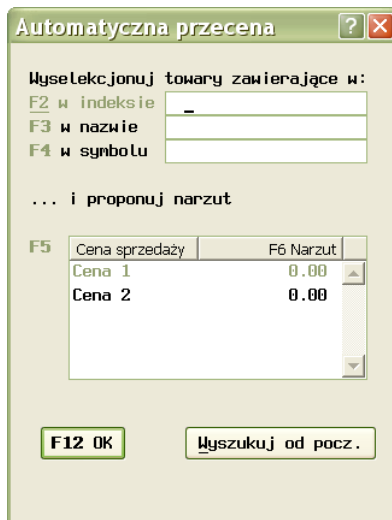 Automatyczna przecena
Wyselekcjonuj towary zawierające w:
F2 w indeksie
F3 w nazwie
F4 w symbolu
... i proponuj narzut
F5 Cena sprzedaży F6 Narzut
Cena 1 0.00
Cena 2 0.00
F12 OK Wyszukuj od pocz.